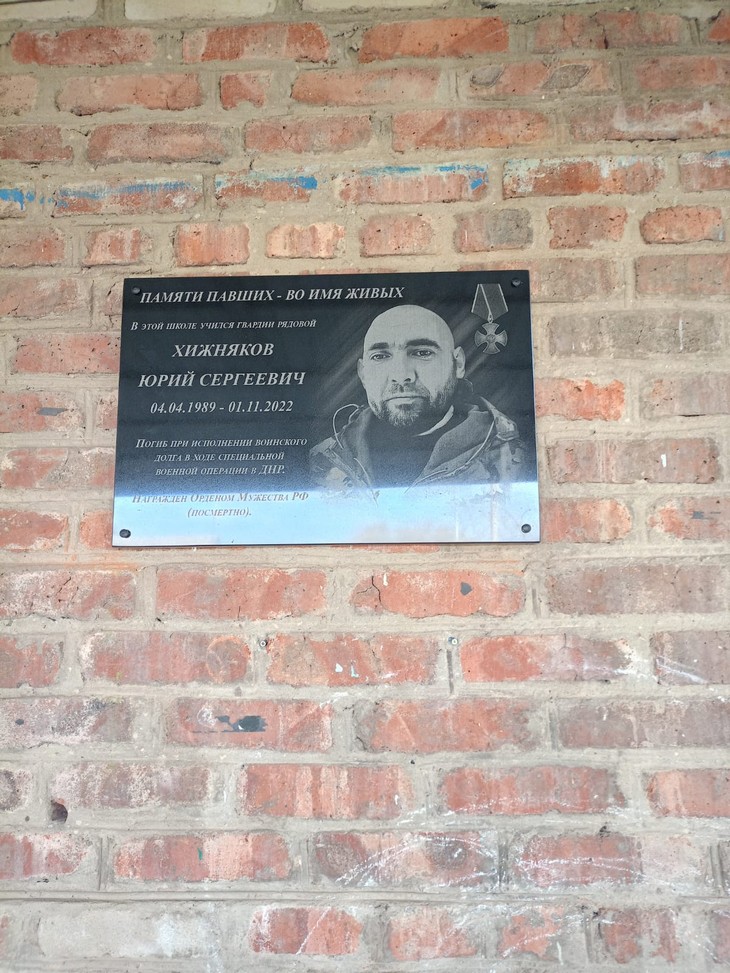 ПАМЯТИ ПАВШИХ - ВО ИМЯ ЖИВЫХ
В ЭТОЙ ШКОЛЕ УЧИЛСЯ ГВАРДИИ РЯДОВОЙ
ХИЖНЯКОВ
ЮРИЙ СЕРГЕЕВИЧ
04.04.1989 - 01.11.2022
ПОГИБ ПРИ ИСПОЛНЕНИИ ВОИНСКОГО
ДОЛГА В ХОДЕ СПЕЦИАЛЬНОЙ
ВОЕННОЙ ОПЕРАЦИИ В ДНР.
НАГРАЖДЕН ОРДЕНОМ МУЖЕСТВА РФ
(ПОСМЕРТНО).